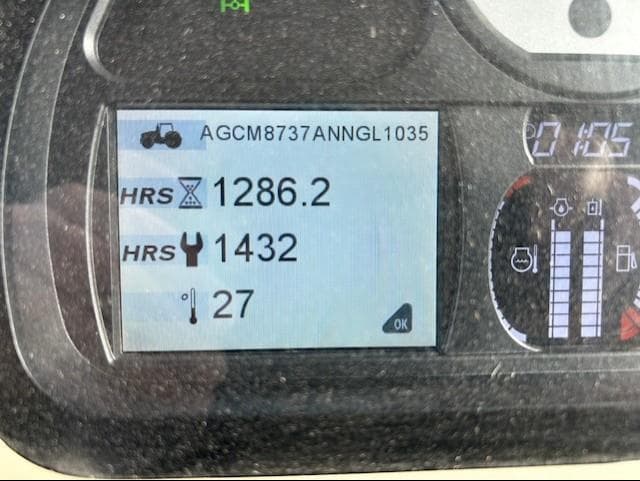 AGCM8737ANNGL1035
01:05
HRS 1286.2
HRS 1432
° 27
OK